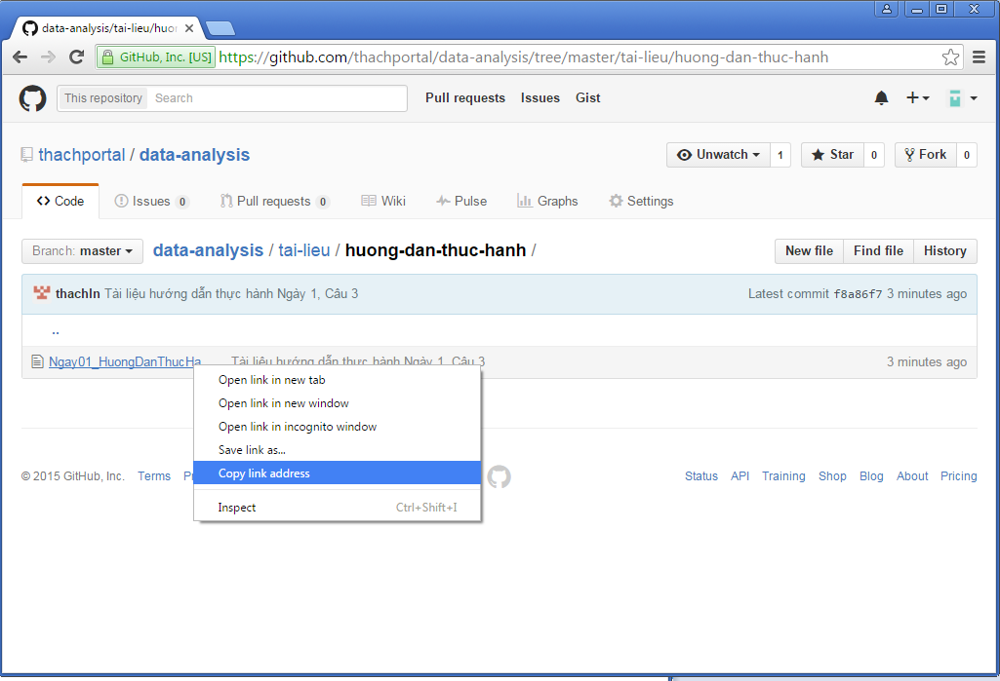 data-analysis/tai-lieu/huor
GitHub, Inc. [US] https://github.com/thachportal/data-analysis/tree/master/tai-lieu/huong-dan-thuc-hanh
This repository Search Pull requests Issues Gist
thachportal / data-analysis Unwatch 1 Star 0 Fork 0
Code Issues 0 Pull requests 0 Wiki Pulse Graphs Settings
Branch: master data-analysis / tai-lieu / huong-dan-thuc-hanh / New file Find file History
thachln Tài liệu hướng dẫn thực hành Ngày 1, Câu 3 Latest commit f8a86f7 3 minutes ago
..
Ngay01_HuongDanThucHa... Tài liệu hướng dẫn thực hành Ngày 1, Câu 3 3 minutes ago
Open link in new tab
Open link in new window
Open link in incognito window
Save link as...
Copy link address
Inspect Ctrl+Shift+I
© 2015 GitHub, Inc. Terms Status API Training Shop Blog About Pricing